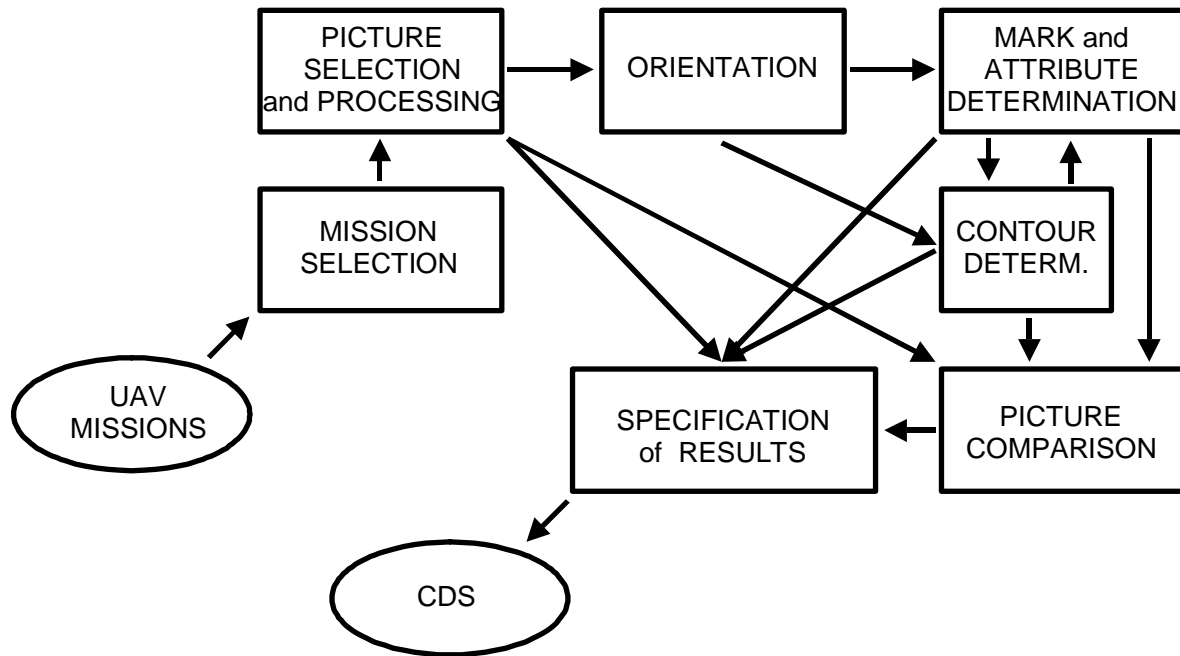 PICTURE
SELECTION
and PROCESSING
ORIENTATION
MARK and
ATTRIBUTE
DETERMINATION
MISSION
SELECTION
CONTOUR
DETERM.
UAV
MISSIONS
SPECIFICATION
of RESULTS
PICTURE
COMPARISON
CDS